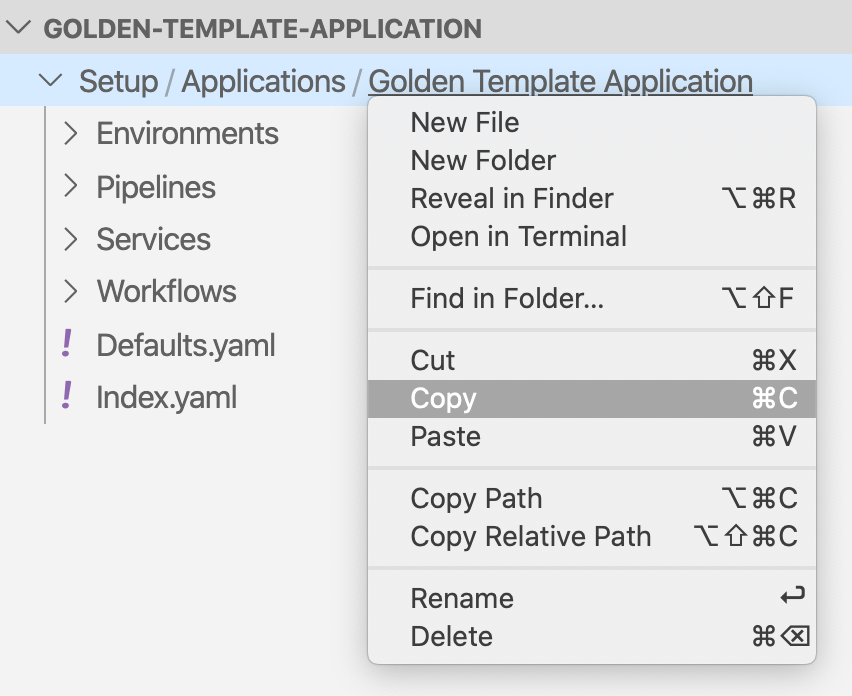 GOLDEN-TEMPLATE-APPLICATION
Setup / Applications / Golden Template Application
Environments
Pipelines
Services
Workflows
! Defaults.yaml
! Index.yaml
New File
New Folder
Reveal in Finder ⌥⌘R
Open in Terminal
Find in Folder... ⌥⇧F
Cut ⌘X
Copy ⌘C
Paste ⌘V
Copy Path ⌥⌘C
Copy Relative Path ⌥⇧⌘C
Rename ↩
Delete ⌘⌫